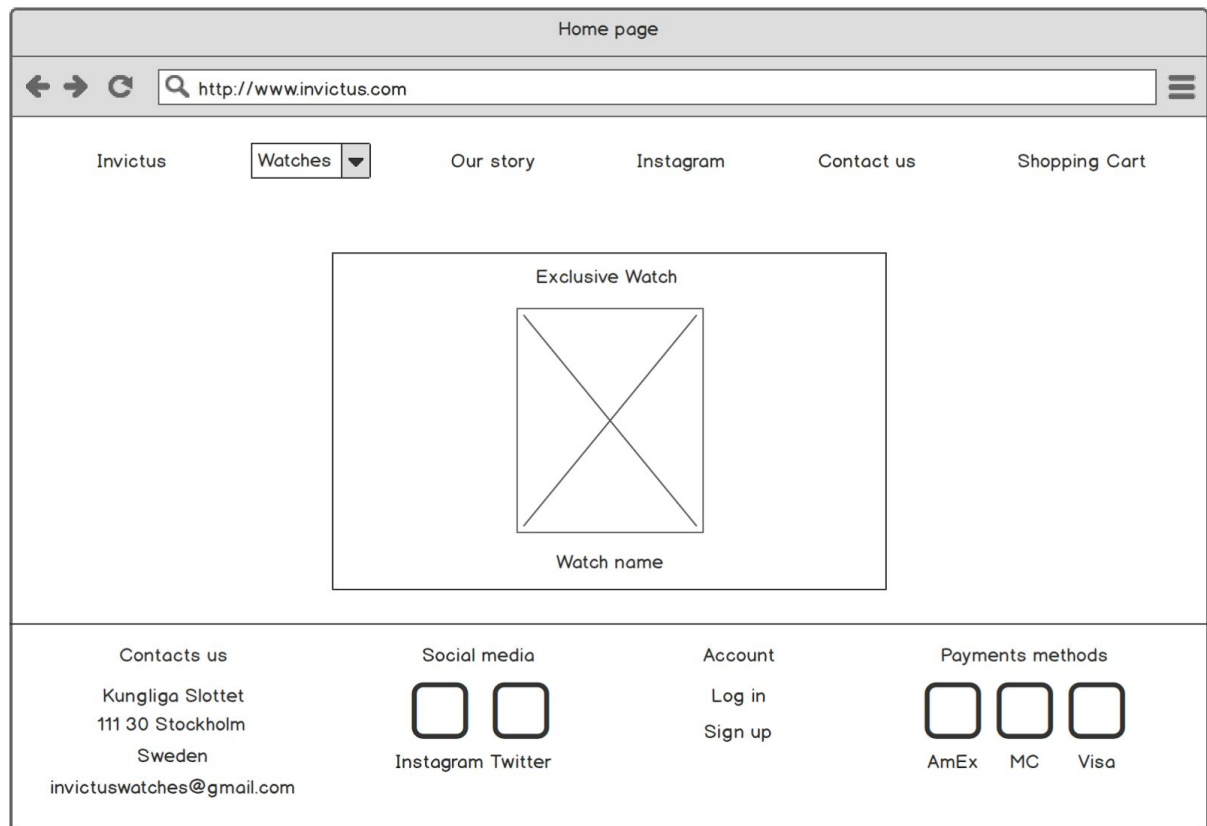 Home page
http://www.invictus.com
Invictus Watches Our story Instagram Contact us Shopping Cart
Exclusive Watch
Watch name
Contacts us Social media Account Payments methods
Kungliga Slottet Log in
111 30 Stockholm Sign up
Sweden Instagram Twitter AmEx MC Visa
invictuswatches@gmail.com